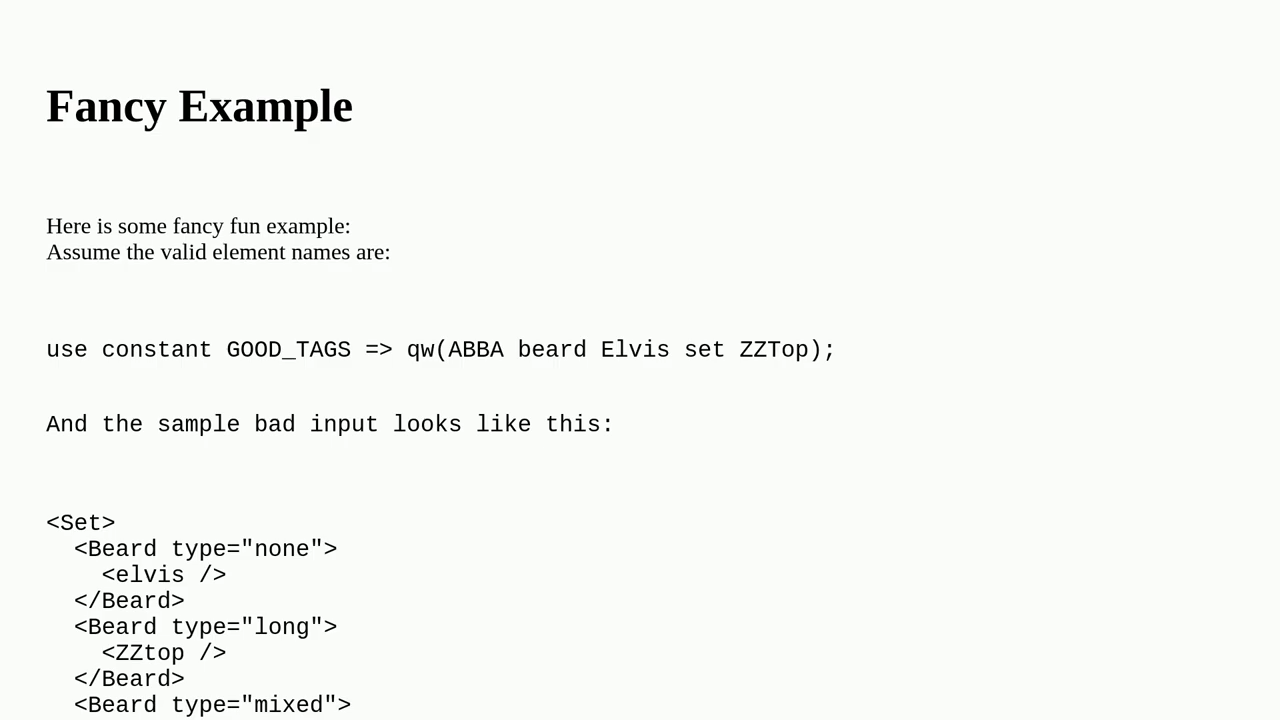 Fancy Example
Here is some fancy fun example:
Assume the valid element names are:
use constant GOOD_TAGS => qw(ABBA beard Elvis set ZZTop);
And the sample bad input looks like this:
<Set>
  <Beard type="none">
    <elvis />
  </Beard>
  <Beard type="long">
    <ZZtop />
  </Beard>
  <Beard type="mixed">